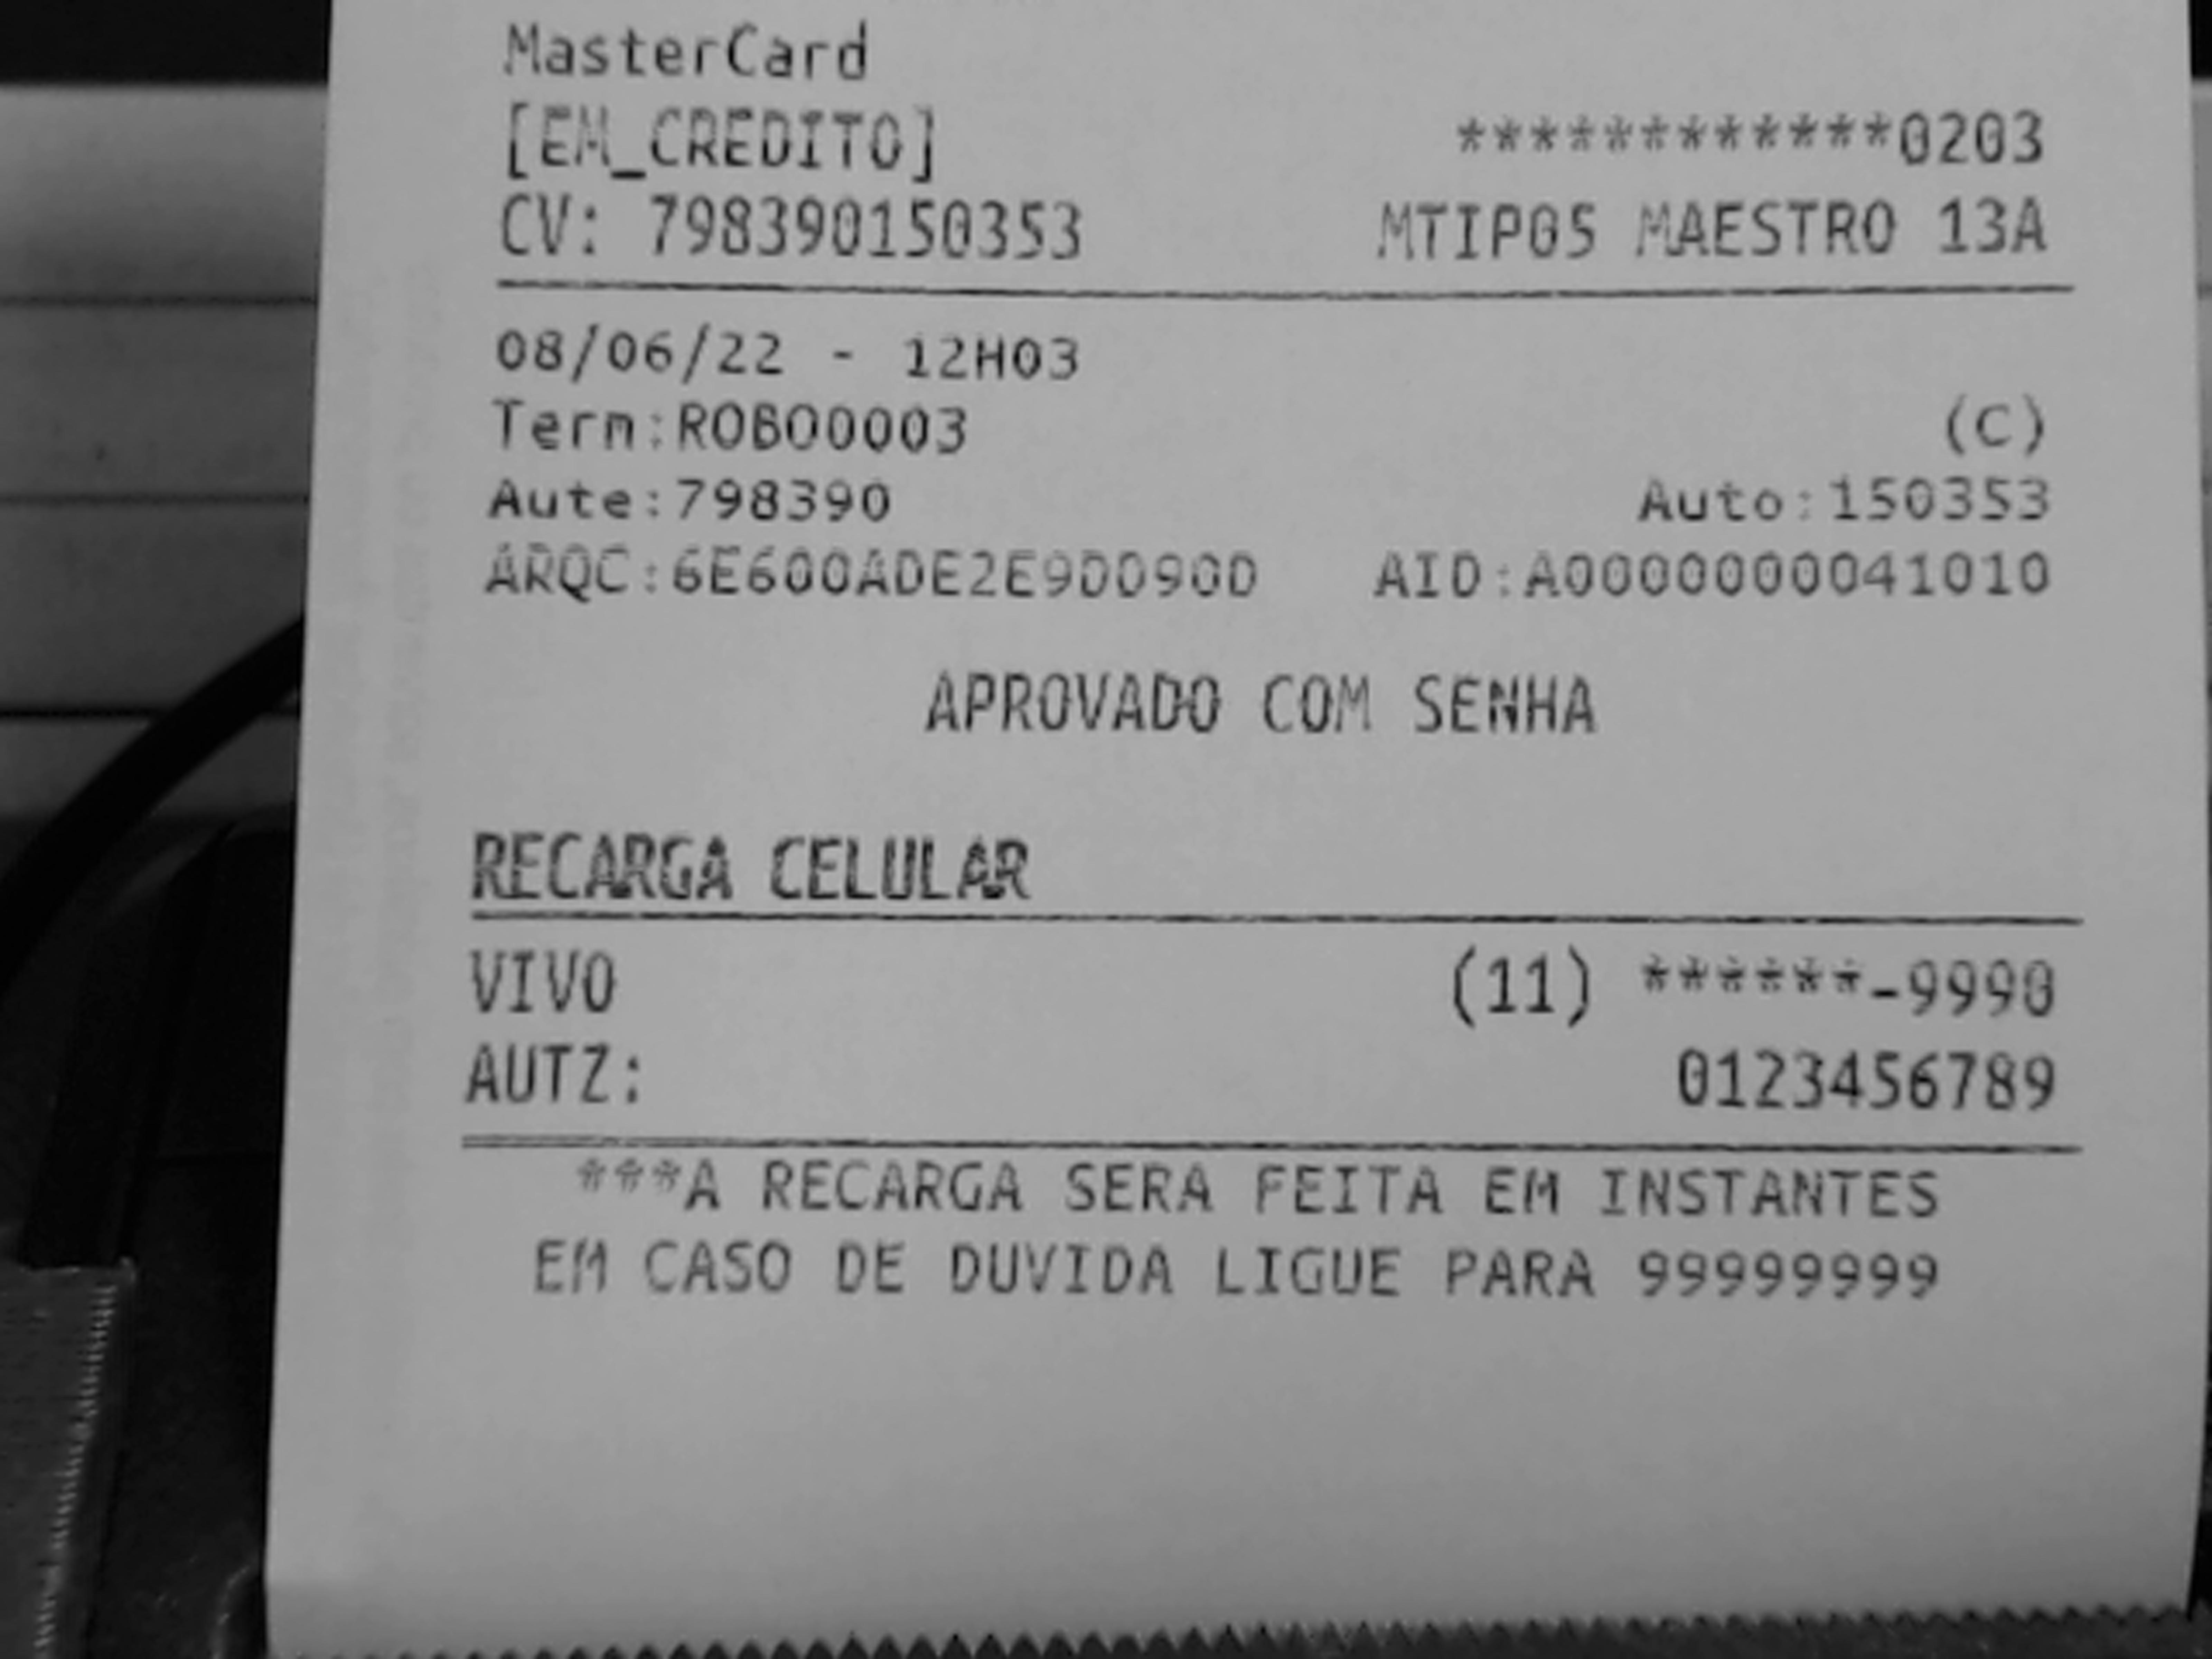 MasterCard
[EM_CREDITO] ************0203
CV: 798390150353 MTIP05 MAESTRO 13A
08/06/22 - 12H03
Term:ROBO0003 (C)
Aute:798390 Auto:150353
ARQC:6E600ADE2E9D090D AID:A0000000041010
APROVADO COM SENHA
RECARGA CELULAR
VIVO (11) ******-9990
AUTZ: 0123456789
***A RECARGA SERA FEITA EM INSTANTES
EM CASO DE DUVIDA LIGUE PARA 99999999